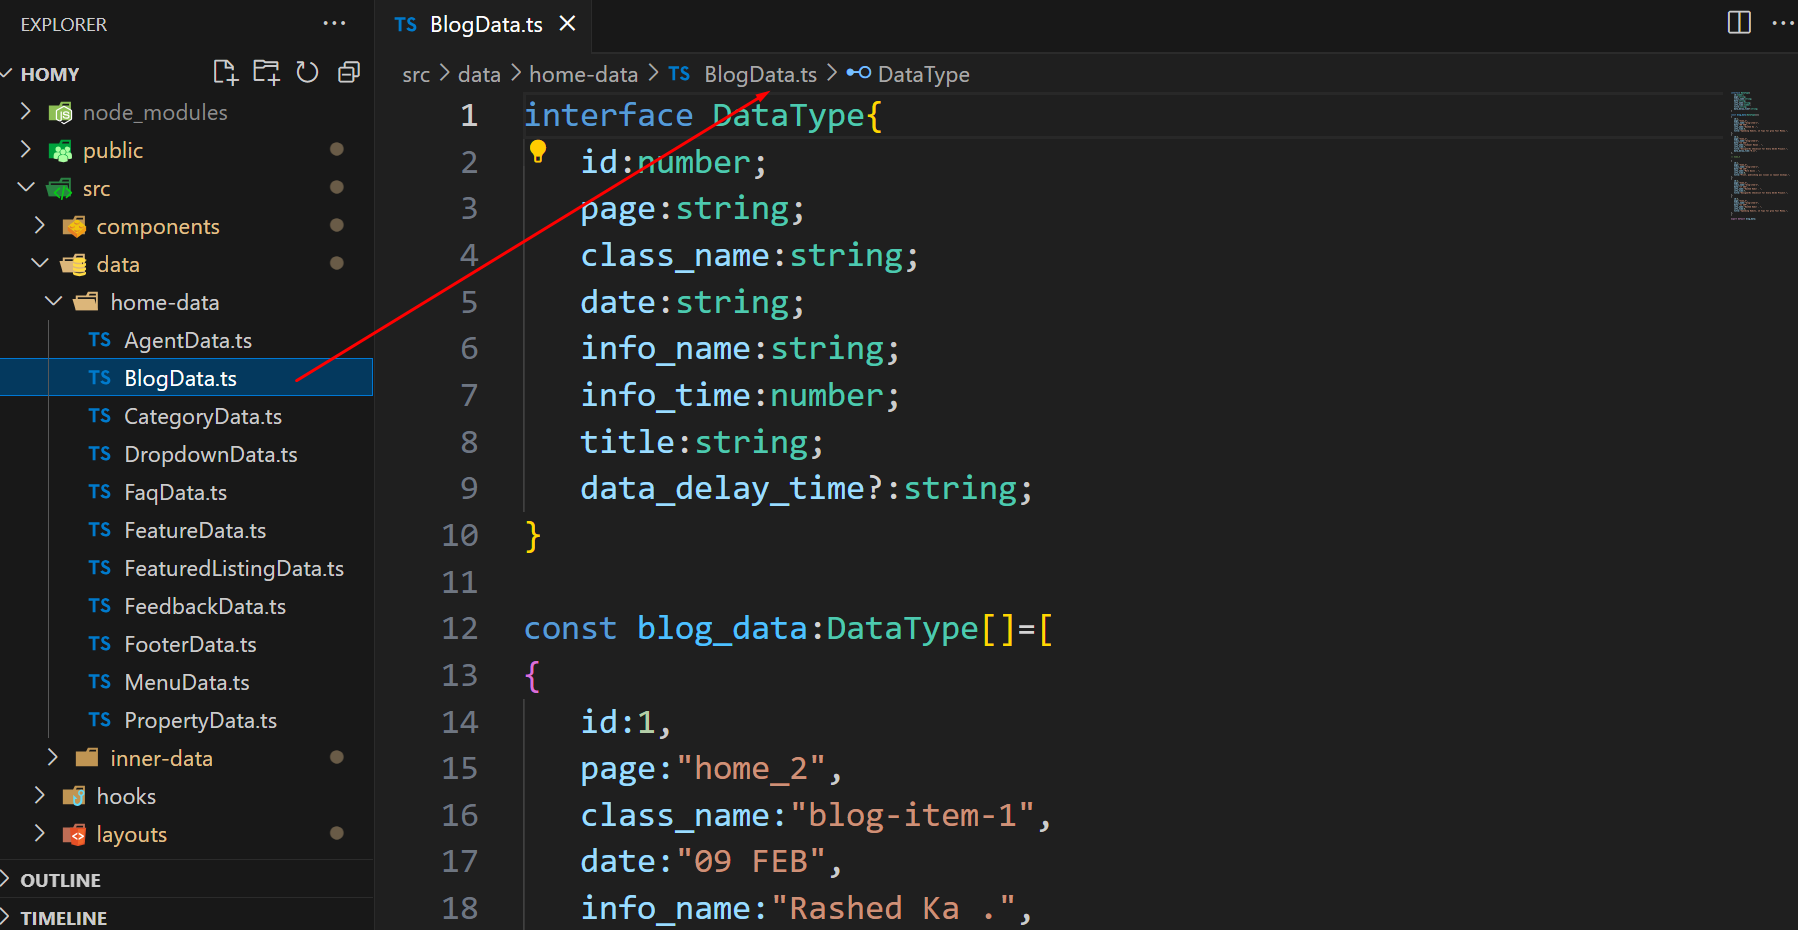 EXPLORER
HOMY
node_modules
public
src
components
data
home-data
TS AgentData.ts
TS BlogData.ts
TS CategoryData.ts
TS DropdownData.ts
TS FaqData.ts
TS FeatureData.ts
TS FeaturedListingData.ts
TS FeedbackData.ts
TS FooterData.ts
TS MenuData.ts
TS PropertyData.ts
inner-data
hooks
layouts
OUTLINE
TIMELINE
TS BlogData.ts
src > data > home-data > TS BlogData.ts > DataType
1 interface DataType{
2 id:number;
3 page:string;
4 class_name:string;
5 date:string;
6 info_name:string;
7 info_time:number;
8 title:string;
9 data_delay_time?:string;
10 }
11
12 const blog_data:DataType[]=[
13 {
14 id:1,
15 page:"home_2",
16 class_name:"blog-item-1",
17 date:"09 FEB",
18 info_name:"Rashed Ka .",